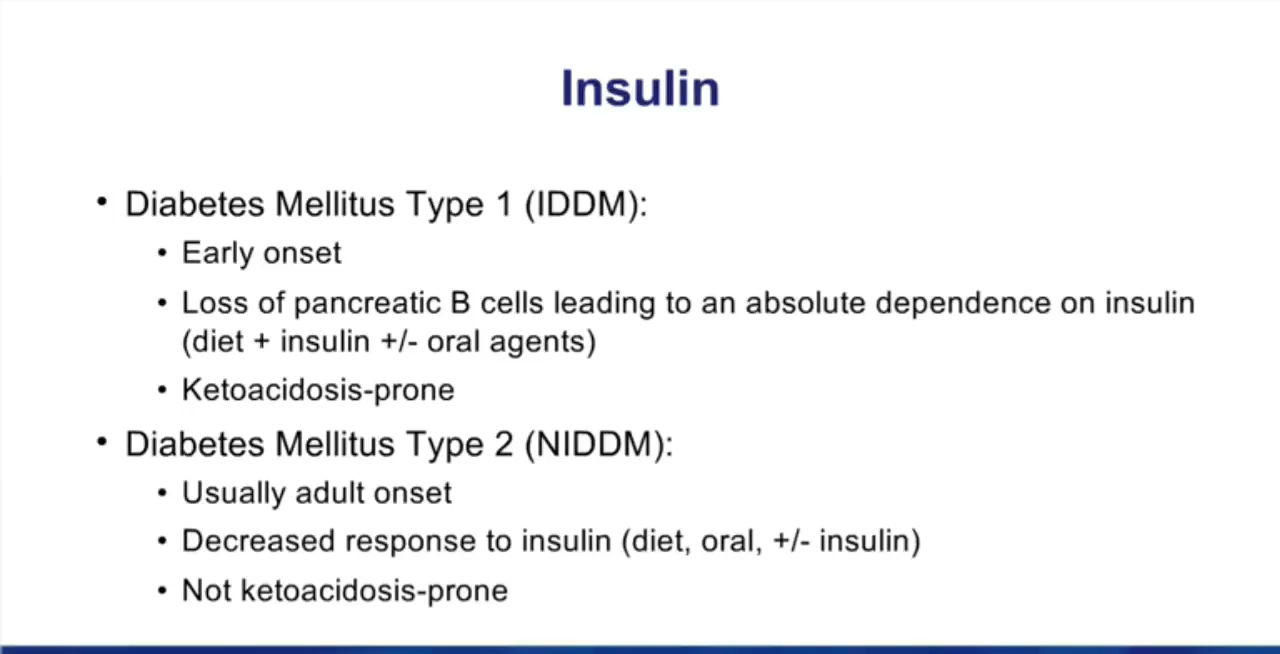 Insulin
• Diabetes Mellitus Type 1 (IDDM):
• Early onset
• Loss of pancreatic B cells leading to an absolute dependence on insulin
(diet + insulin +/- oral agents)
• Ketoacidosis-prone
• Diabetes Mellitus Type 2 (NIDDM):
• Usually adult onset
• Decreased response to insulin (diet, oral, +/- insulin)
• Not ketoacidosis-prone